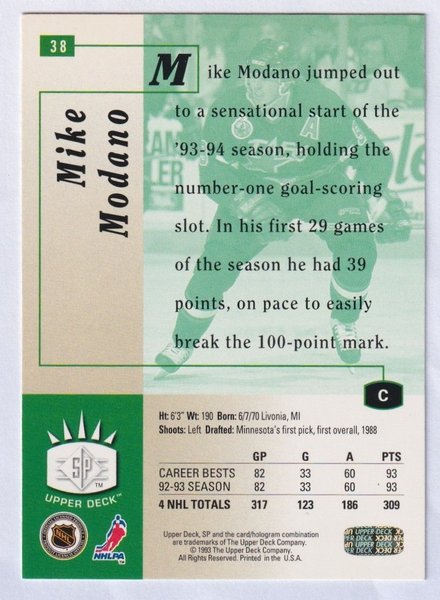 38
Mike
Modano
Mike Modano jumped out
to a sensational start of the
'93-94 season, holding the
number-one goal-scoring
slot. In his first 29 games
of the season he had 39
points, on pace to easily
break the 100-point mark.
A
C
Ht: 6'3" Wt: 190 Born: 6/7/70 Livonia, MI
Shoots: Left Drafted: Minnesota's first pick, first overall, 1988
GP G A PTS
CAREER BESTS 82 33 60 93
92-93 SEASON 82 33 60 93
4 NHL TOTALS 317 123 186 309
SP
TM
UPPER DECK™
NHL
NHLPA
Upper Deck, SP and the card/hologram combination
are trademarks of The Upper Deck Company.
© 1993 The Upper Deck Company.
All Rights Reserved. Printed in the U.S.A.